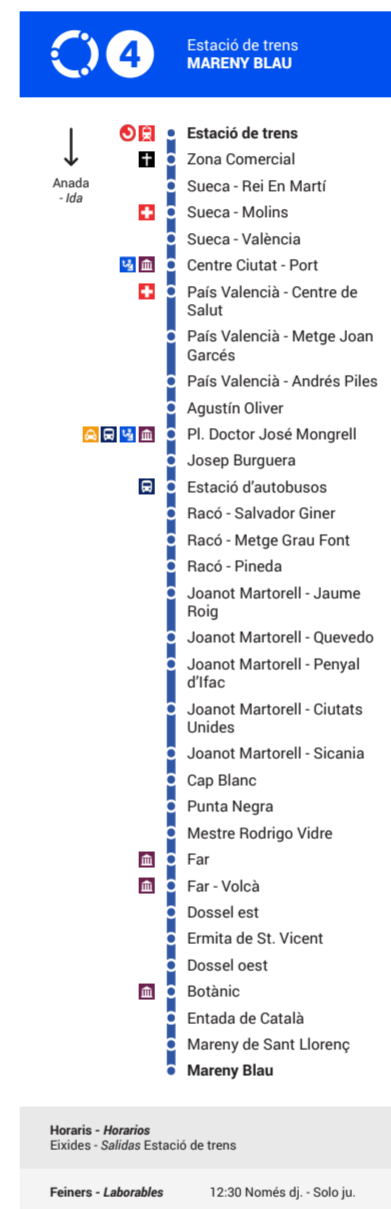 4
Estació de trens
MARENY BLAU
Anada
- Ida
Estació de trens
Zona Comercial
Sueca - Rei En Martí
Sueca - Molins
Sueca - València
Centre Ciutat - Port
País Valencià - Centre de
Salut
País Valencià - Metge Joan
Garcés
País Valencià - Andrés Piles
Agustín Oliver
Pl. Doctor José Mongrell
Josep Burguera
Estació d'autobusos
Racó - Salvador Giner
Racó - Metge Grau Font
Racó - Pineda
Joanot Martorell - Jaume
Roig
Joanot Martorell - Quevedo
Joanot Martorell - Penyal
d'Ifac
Joanot Martorell - Ciutats
Unides
Joanot Martorell - Sicania
Cap Blanc
Punta Negra
Mestre Rodrigo Vidre
Far
Far - Volcà
Dossel est
Ermita de St. Vicent
Dossel oest
Botànic
Entada de Català
Mareny de Sant Llorenç
Mareny Blau
Horaris - Horarios
Eixides - Salidas Estació de trens
Feiners - Laborables 12:30 Només dj. - Solo ju.